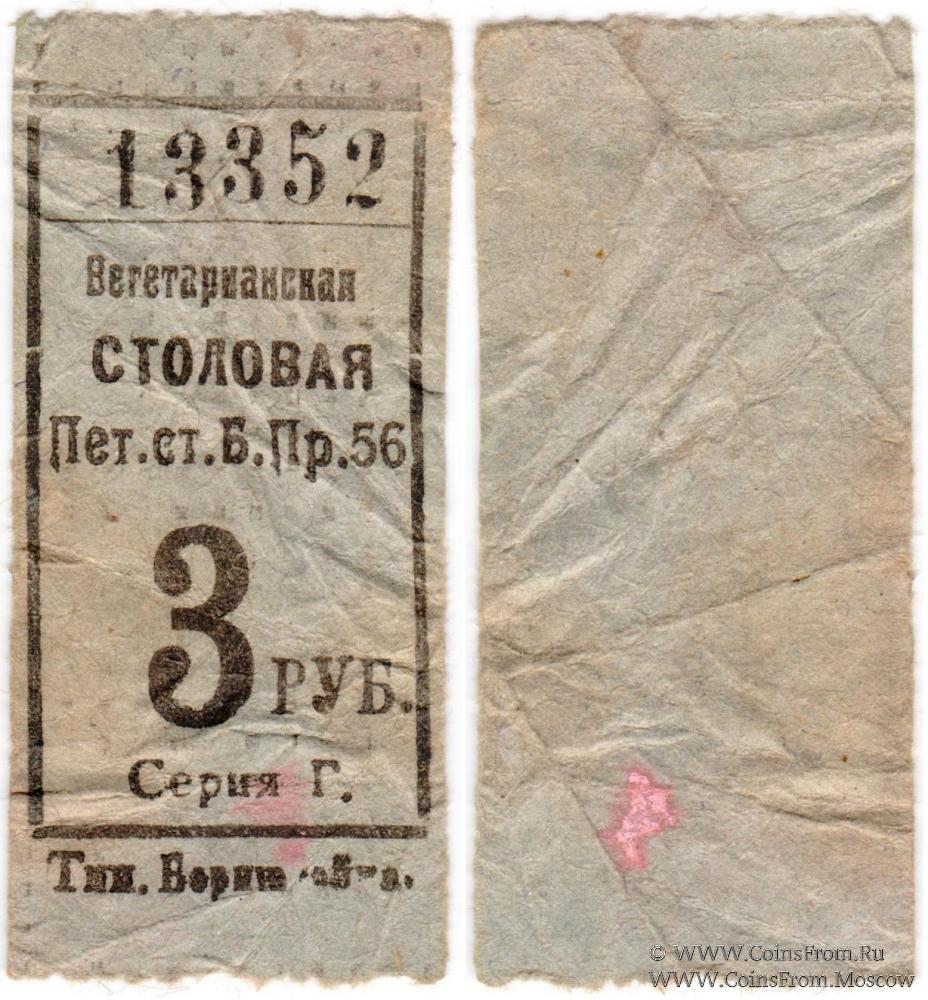 13352
Вегетарианская
СТОЛОВАЯ
Пет.ст.Б.Пр.56
3 РУБ.
Серия Г.
Тип.
© WWW.CoinsFrom.Ru
WWW.CoinsFrom.Moscow